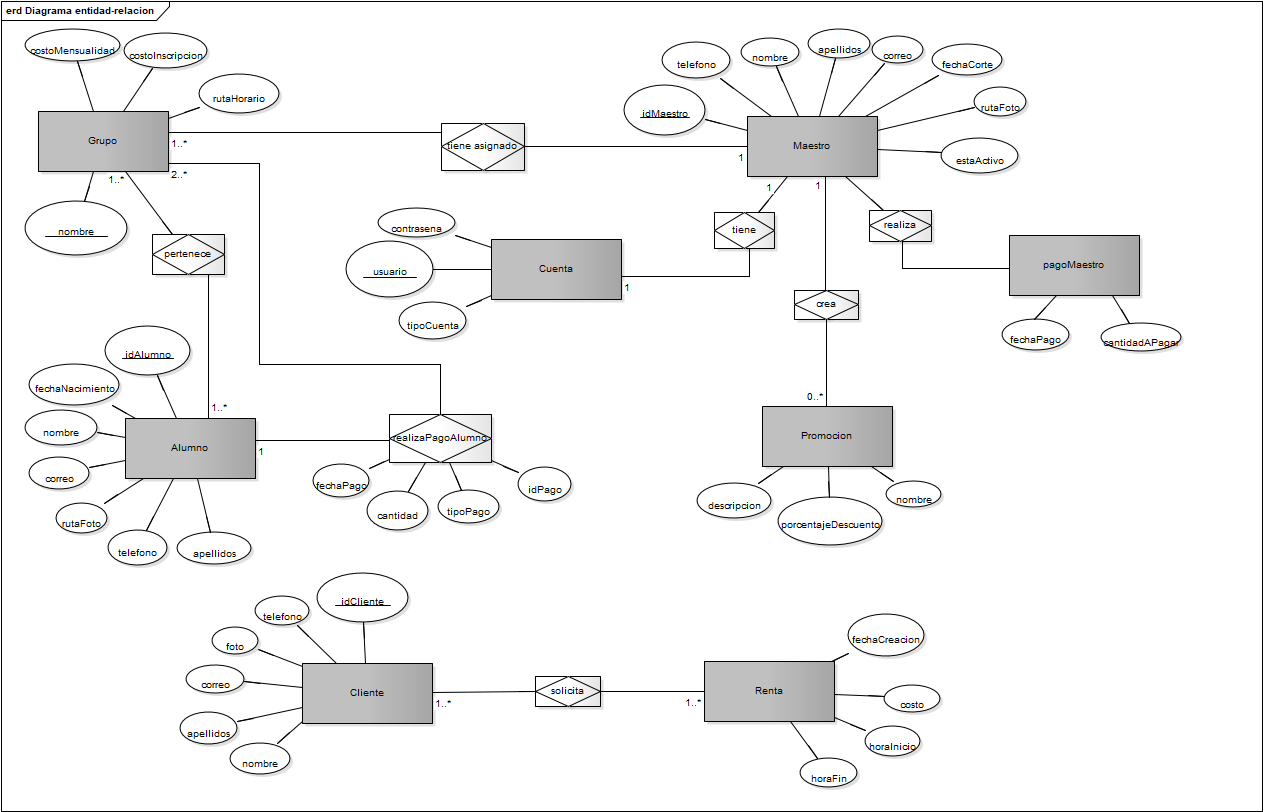 erd Diagrama entidad-relacion
costoMensualidad
costoInscripcion
rutaHorario
Grupo
nombre
1..*
2..*
1..*
tiene asignado
telefono
nombre
apellidos
correo
fechaCorte
idMaestro
rutaFoto
Maestro
estaActivo
1
1
1
pertenece
contrasena
usuario
Cuenta
tipoCuenta
1
tiene
realiza
pagoMaestro
fechaPago
cantidadAPagar
crea
0..*
Promocion
descripcion
porcentajeDescuento
nombre
idAlumno
fechaNacimiento
nombre
correo
rutaFoto
telefono
apellidos
Alumno
1..*
1
realizaPagoAlumno
fechaPago
cantidad
tipoPago
idPago
idCliente
telefono
foto
correo
apellidos
nombre
Cliente
1..*
solicita
1..*
Renta
fechaCreacion
costo
horaInicio
horaFin